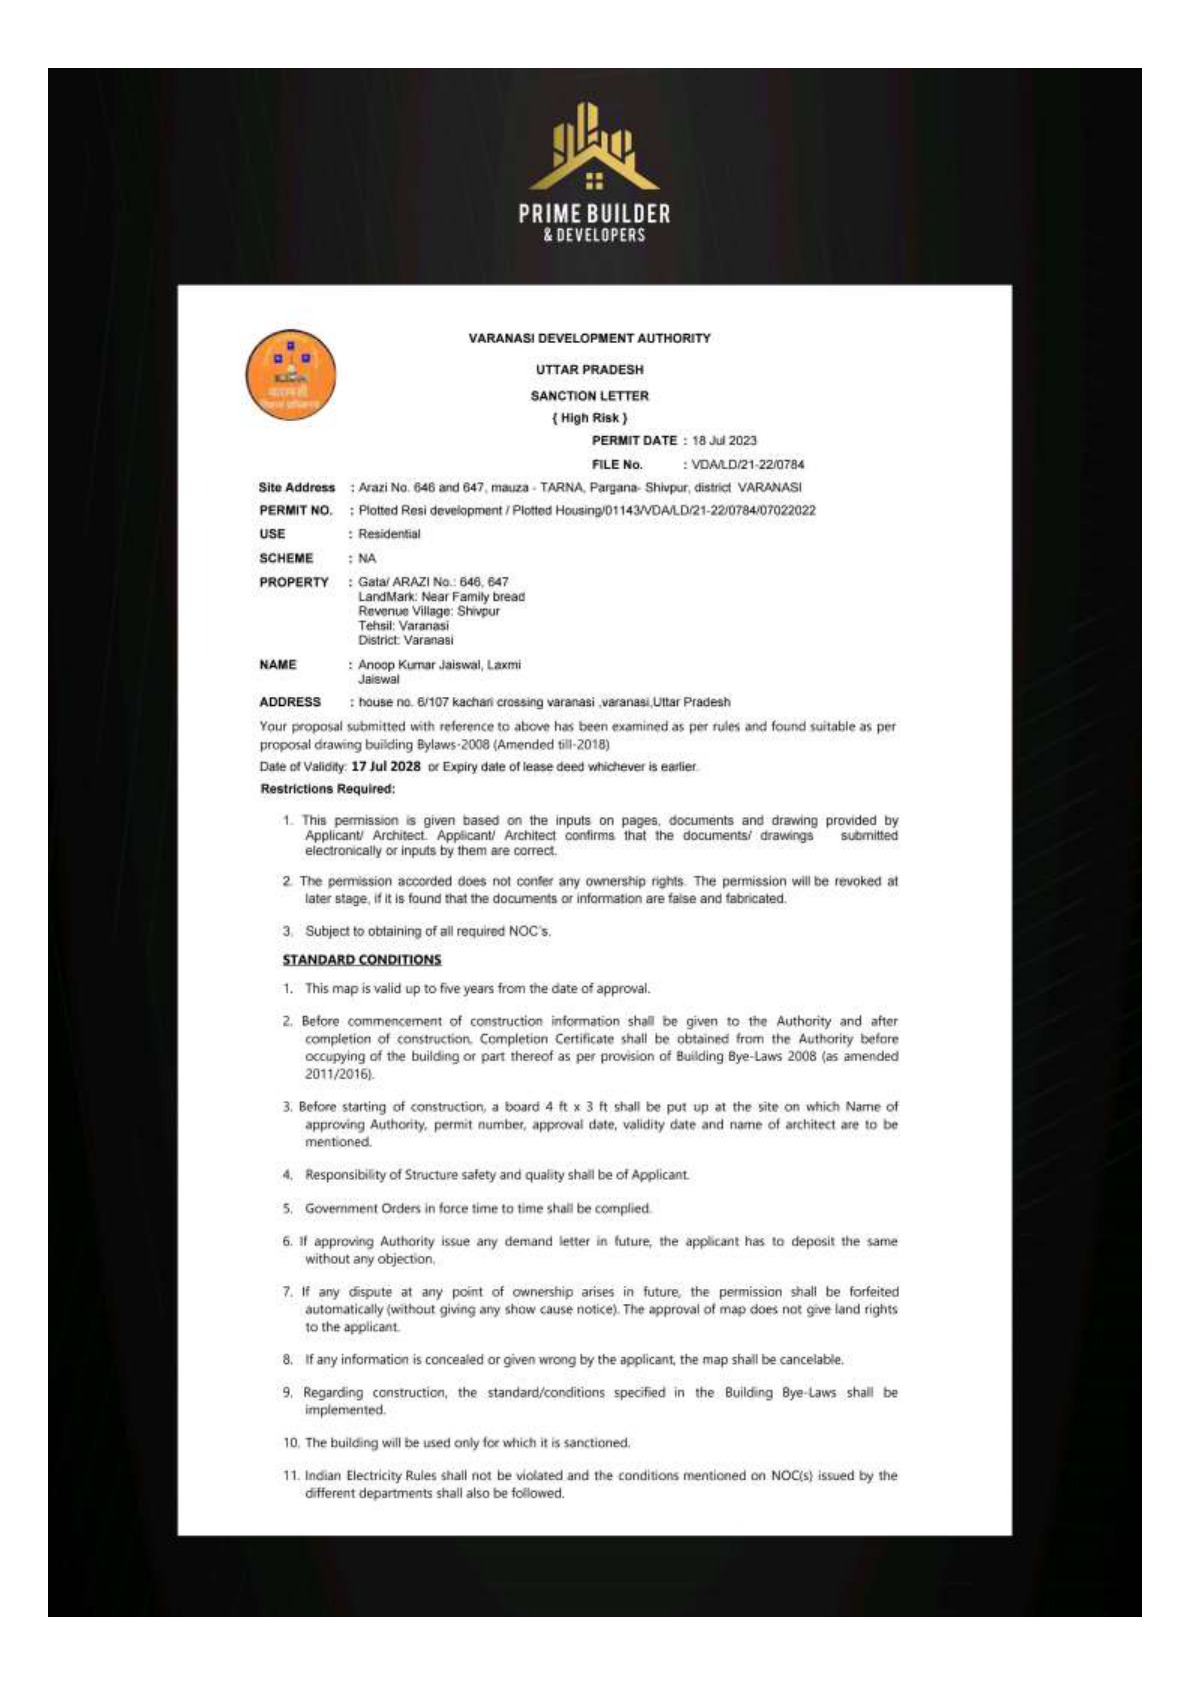 PRIME BUILDER
& DEVELOPERS
VARANASI DEVELOPMENT AUTHORITY
UTTAR PRADESH
SANCTION LETTER
{ High Risk }
PERMIT DATE : 18 Jul 2023
FILE No. : VDA/LD/21-22/0784
Site Address : Arazi No. 646 and 647, mauza - TARNA, Pargana- Shivpur, district VARANASI
PERMIT NO. : Plotted Resi development / Plotted Housing/01143/VDA/LD/21-22/0784/07022022
USE : Residential
SCHEME : NA
PROPERTY : Gata/ ARAZI No.: 646, 647
LandMark: Near Family bread
Revenue Village: Shivpur
Tehsil: Varanasi
District: Varanasi
NAME : Anoop Kumar Jaiswal, Laxmi
Jaiswal
ADDRESS : house no. 6/107 kachari crossing varanasi ,varanasi,Uttar Pradesh
Your proposal submitted with reference to above has been examined as per rules and found suitable as per
proposal drawing building Bylaws-2008 (Amended till-2018)
Date of Validity: 17 Jul 2028 or Expiry date of lease deed whichever is earlier.
Restrictions Required:
1. This permission is given based on the inputs on pages, documents and drawing provided by
Applicant/ Architect. Applicant/ Architect confirms that the documents/ drawings submitted
electronically or inputs by them are correct.
2. The permission accorded does not confer any ownership rights. The permission will be revoked at
later stage, if it is found that the documents or information are false and fabricated.
3. Subject to obtaining of all required NOC's.
STANDARD CONDITIONS
1. This map is valid up to five years from the date of approval.
2. Before commencement of construction information shall be given to the Authority and after
completion of construction, Completion Certificate shall be obtained from the Authority before
occupying of the building or part thereof as per provision of Building Bye-Laws 2008 (as amended
2011/2016).
3. Before starting of construction, a board 4 ft x 3 ft shall be put up at the site on which Name of
approving Authority, permit number, approval date, validity date and name of architect are to be
mentioned.
4. Responsibility of Structure safety and quality shall be of Applicant.
5. Government Orders in force time to time shall be complied.
6. If approving Authority issue any demand letter in future, the applicant has to deposit the same
without any objection.
7. If any dispute at any point of ownership arises in future, the permission shall be forfeited
automatically (without giving any show cause notice). The approval of map does not give land rights
to the applicant.
8. If any information is concealed or given wrong by the applicant, the map shall be cancelable.
9. Regarding construction, the standard/conditions specified in the Building Bye-Laws shall be
implemented.
10. The building will be used only for which it is sanctioned.
11. Indian Electricity Rules shall not be violated and the conditions mentioned on NOC(s) issued by the
different departments shall also be followed.